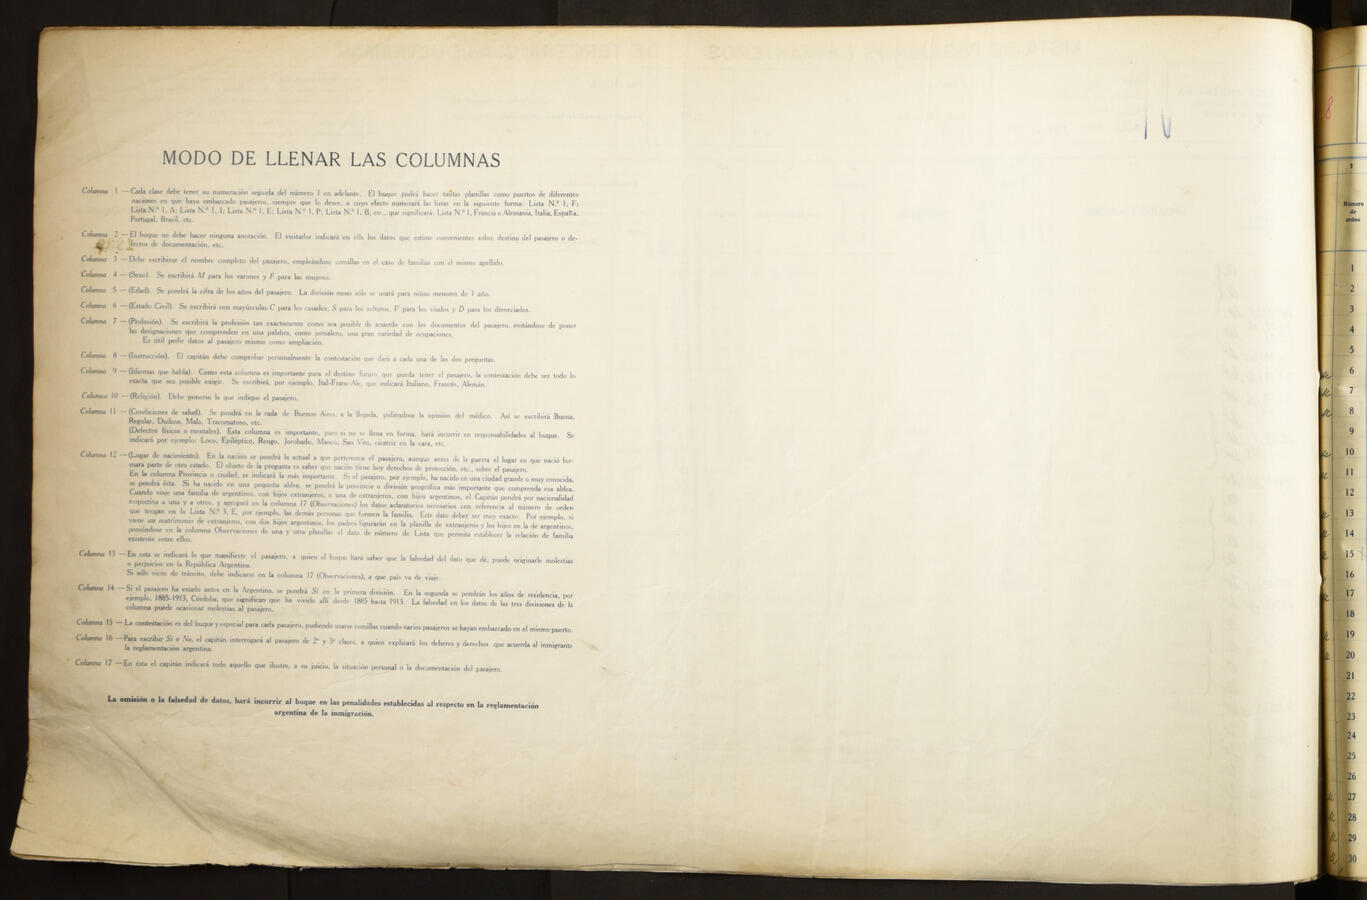 MODO DE LLENAR LAS COLUMNAS
Columna 1 — Cada clase debe tener su numeración seguida del número 1 en adelante. El buque podrá hacer tantas planillas como puertos de diferentes
naciones en que haya embarcado pasajeros, siempre que lo desee, a cuyo efecto numerará las listas en la siguiente forma: Lista N.º 1, F;
Lista N.º 1, A; Lista N.º 1, I; Lista N.º 1, E; Lista N.º 1, P; Lista N.º 1, B, etc., que significará: Lista N.º 1, Francia o Alemania, Italia, España,
Portugal, Brasil, etc.
Columna 2 — El buque no debe hacer ninguna anotación. El visitador indicará en ella los datos que estime convenientes sobre destino del pasajero o de-
fectos de documentación, etc.
Columna 3 — Debe escribirse el nombre completo del pasajero, empleándose comillas en el caso de familias con el mismo apellido.
Columna 4 — (Sexo). Se escribirá M para los varones y F para las mujeres.
Columna 5 — (Edad). Se pondrá la cifra de los años del pasajero. La división meses sólo se usará para niños menores de 1 año.
Columna 6 — (Estado Civil). Se escribirá con mayúsculas C para los casados, S para los solteros, V para los viudos y D para los divorciados.
Columna 7 — (Profesión). Se escribirá la profesión tan exactamente como sea posible de acuerdo con los documentos del pasajero, evitándose de poner
las designaciones que comprenden en una palabra, como jornalero, una gran variedad de ocupaciones.
Es útil pedir datos al pasajero mismo como ampliación.
Columna 8 — (Instrucción). El capitán debe comprobar personalmente la contestación que dará a cada una de las dos preguntas.
Columna 9 — (Idiomas que habla). Como esta columna es importante para el destino futuro que pueda tener el pasajero, la contestación debe ser todo lo
exacta que sea posible exigir. Se escribirá, por ejemplo, Ital-Franc-Ale, que indicará Italiano, Francés, Alemán.
Columna 10 — (Religión). Debe ponerse la que indique el pasajero.
Columna 11 — (Condiciones de salud). Se pondrá en la rada de Buenos Aires, a la llegada, pidiéndose la opinión del médico. Así se escribirá Buena,
Regular, Dudosa, Mala, Tracomatoso, etc.
(Defectos físicos o mentales). Esta columna es importante, pues si no se llena en forma, hará incurrir en responsabilidades al buque. Se
indicará por ejemplo: Loco, Epiléptico, Rengo, Jorobado, Manco, San Vito, cicatriz en la cara, etc.
Columna 12 — (Lugar de nacimiento). En la nación se pondrá la actual a que pertenezca el pasajero, aunque antes de la guerra el lugar en que nació for-
mara parte de otro estado. El objeto de la pregunta es saber que nación tiene hoy derechos de protección, etc., sobre el pasajero.
En la columna Provincia o ciudad, se indicará la más importante. Si el pasajero, por ejemplo, ha nacido en una ciudad grande o muy conocida,
se pondrá ésta. Si ha nacido en una pequeña aldea, se pondrá la provincia o división geográfica más importante que comprenda esa aldea.
Cuando viaje una familia de argentinos, con hijos extranjeros, o una de extranjeros, con hijos argentinos, el Capitán pondrá por nacionalidad
respectiva a una y a otros, y agregará en la columna 17 (Observaciones) los datos aclaratorios necesarios con referencia al número de orden
que tengan en la Lista N.º 3, E, por ejemplo, las demás personas que formen la familia. Este dato deber ser muy exacto. Por ejemplo, si
viene un matrimonio de extranjeros, con dos hijos argentinos, los padres figurarán en la planilla de extranjeros y los hijos en la de argentinos,
poniéndose en la columna Observaciones de una y otra planillas el dato de número de Lista que permita establecer la relación de familia
existente entre ellos.
Columna 13 — En esta se indicará lo que manifieste el pasajero, a quien el buque hará saber que la falsedad del dato que dé, puede originarle molestias
o perjuicios en la República Argentina.
Si sólo viene de tránsito, debe indicarse en la columna 17 (Observaciones), a que país va de viaje.
Columna 14 — Si el pasajero ha estado antes en la Argentina, se pondrá Sí en la primera división. En la segunda se pondrán los años de residencia, por
ejemplo, 1885-1913, Córdoba, que significan que ha vivido allí desde 1885 hasta 1913. La falsedad en los datos de las tres divisiones de la
columna puede ocasionar molestias al pasajero.
Columna 15 — La contestación es del buque y especial para cada pasajero, pudiendo usarse comillas cuando varios pasajeros se hayan embarcado en el mismo puerto.
Columna 16 — Para escribir Sí o No, el capitán interrogará al pasajero de 2ª y 3ª clases, a quien explicará los deberes y derechos que acuerda al inmigrante
la reglamentación argentina.
Columna 17 — En ésta el capitán indicará todo aquello que ilustre, a su juicio, la situación personal o la documentación del pasajero.
La omisión o la falsedad de datos, hará incurrir al buque en las penalidades establecidas al respecto en la reglamentación
argentina de la inmigración.
8
1
Número
de
orden
1
2
3
4
5
6
7
8
9
10
11
12
13
14
15
16
17
18
19
20
21
22
23
24
25
26
27
28
29
30